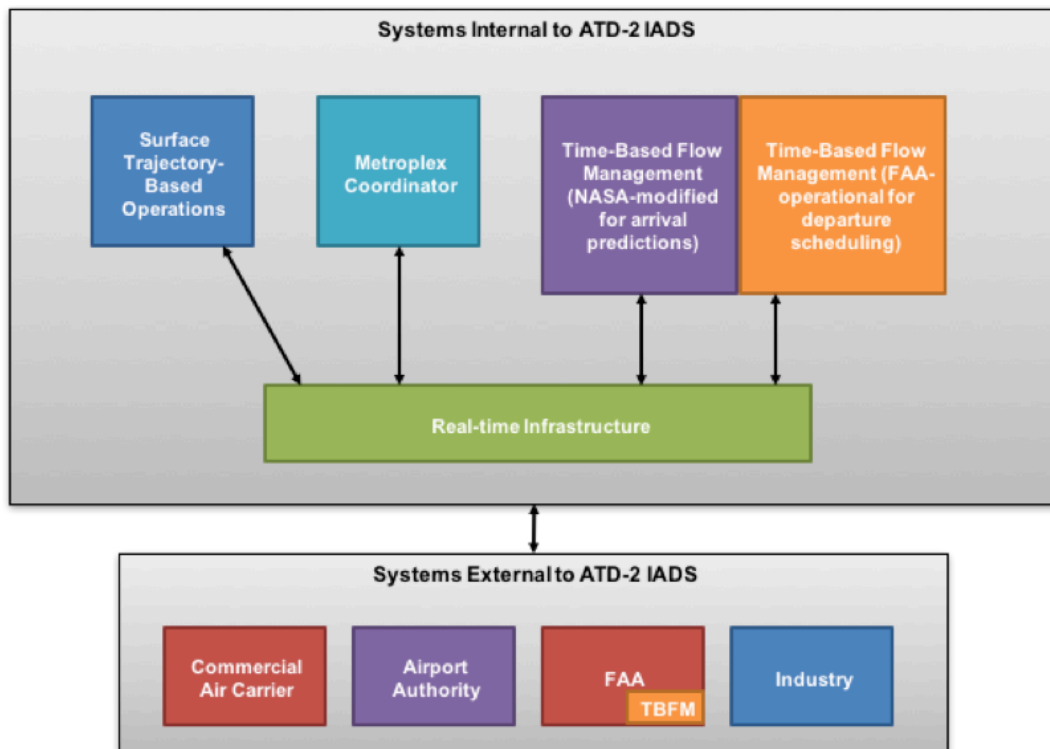 Systems Internal to ATD-2 IADS
Surface
Trajectory-
Based
Operations
Metroplex
Coordinator
Time-Based Flow
Management
(NASA-modified
for arrival
predictions)
Time-Based Flow
Management (FAA-
operational for
departure
scheduling)
Real-time Infrastructure
Systems External to ATD-2 IADS
Commercial
Air Carrier
Airport
Authority
FAA
TBFM
Industry